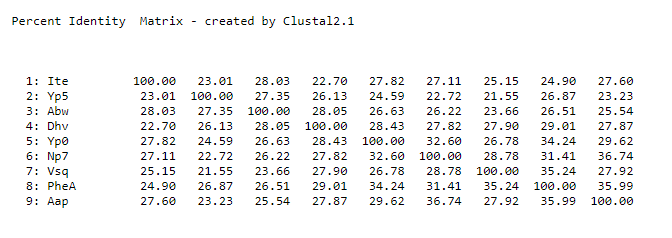 Percent Identity  Matrix - created by Clustal2.1
1: Ite 100.00 23.01 28.03 22.70 27.82 27.11 25.15 24.90 27.60
2: Yp5 23.01 100.00 27.35 26.13 24.59 22.72 21.55 26.87 23.23
3: Abw 28.03 27.35 100.00 28.05 26.63 26.22 23.66 26.51 25.54
4: Dhv 22.70 26.13 28.05 100.00 28.43 27.82 27.90 29.01 27.87
5: Yp0 27.82 24.59 26.63 28.43 100.00 32.60 26.78 34.24 29.62
6: Np7 27.11 22.72 26.22 27.82 32.60 100.00 28.78 31.41 36.74
7: Vsq 25.15 21.55 23.66 27.90 26.78 28.78 100.00 35.24 27.92
8: PheA 24.90 26.87 26.51 29.01 34.24 31.41 35.24 100.00 35.99
9: Aap 27.60 23.23 25.54 27.87 29.62 36.74 27.92 35.99 100.00